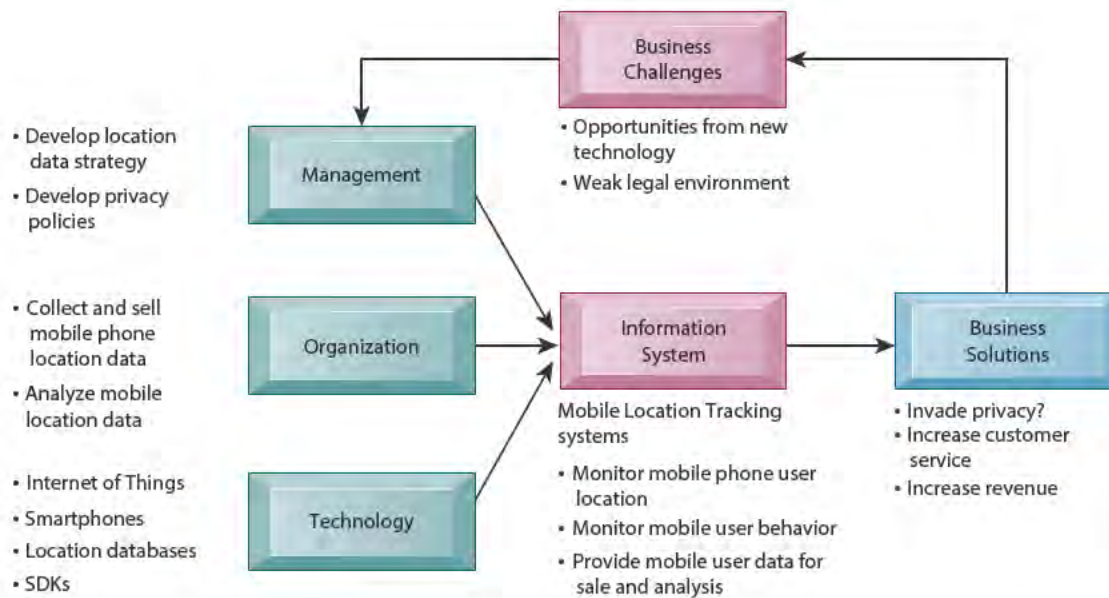 Business
Challenges
• Opportunities from new
technology
• Weak legal environment
• Develop location
data strategy
• Develop privacy
policies
Management
• Collect and sell
mobile phone
location data
• Analyze mobile
location data
Organization
Information
System
Mobile Location Tracking
systems
• Monitor mobile phone user
location
• Monitor mobile user behavior
• Provide mobile user data for
sale and analysis
Business
Solutions
• Invade privacy?
• Increase customer
service
• Increase revenue
• Internet of Things
• Smartphones
• Location databases
• SDKs
Technology